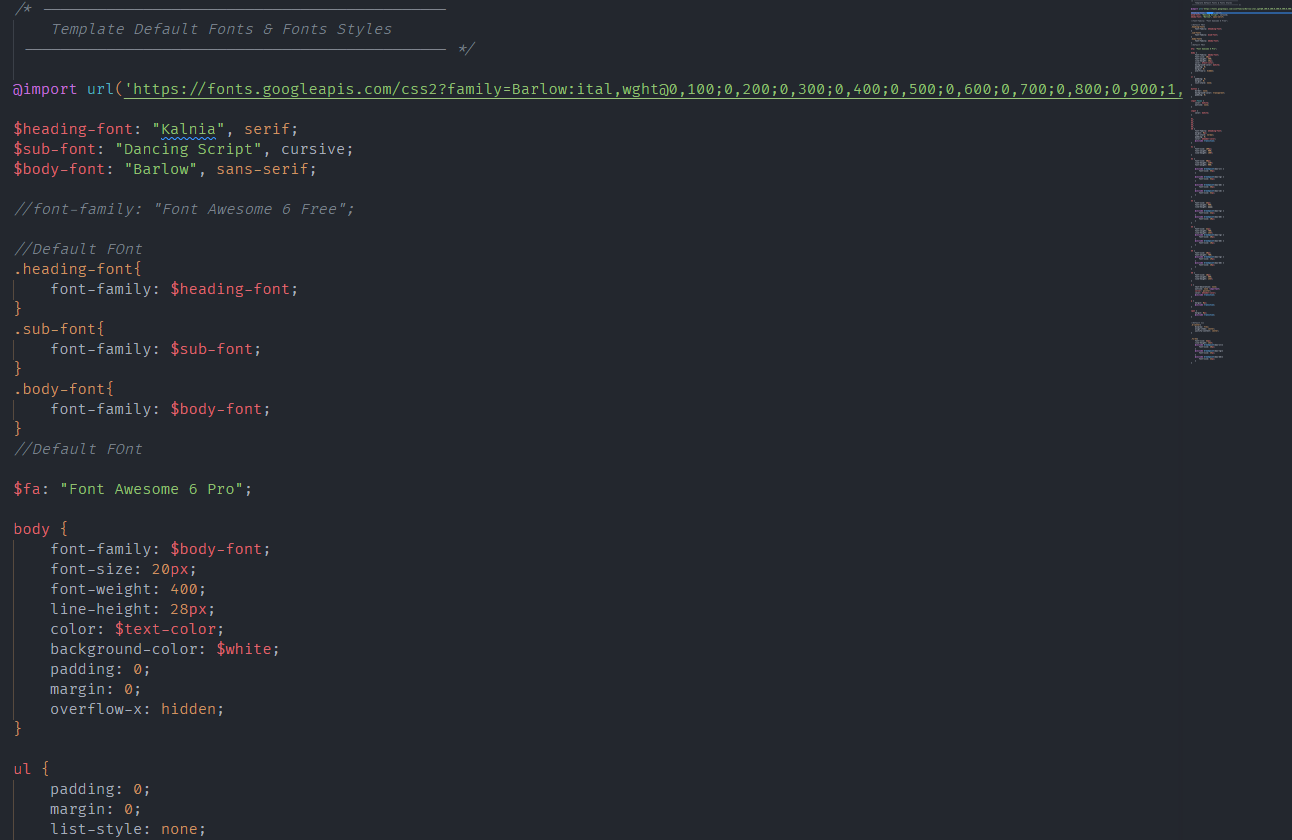 /* ————————————————————————————————————————————
    Template Default Fonts & Fonts Styles
 —————————————————————————————————————————————— */
@import url('https://fonts.googleapis.com/css2?family=Barlow:ital,wght@0,100;0,200;0,300;0,400;0,500;0,600;0,700;0,800;0,900;1,
$heading-font: "Kalnia", serif;
$sub-font: "Dancing Script", cursive;
$body-font: "Barlow", sans-serif;
//font-family: "Font Awesome 6 Free";
//Default FOnt
.heading-font{
    font-family: $heading-font;
}
.sub-font{
    font-family: $sub-font;
}
.body-font{
    font-family: $body-font;
}
//Default FOnt
$fa: "Font Awesome 6 Pro";
body {
    font-family: $body-font;
    font-size: 20px;
    font-weight: 400;
    line-height: 28px;
    color: $text-color;
    background-color: $white;
    padding: 0;
    margin: 0;
    overflow-x: hidden;
}
ul {
    padding: 0;
    margin: 0;
    list-style: none;